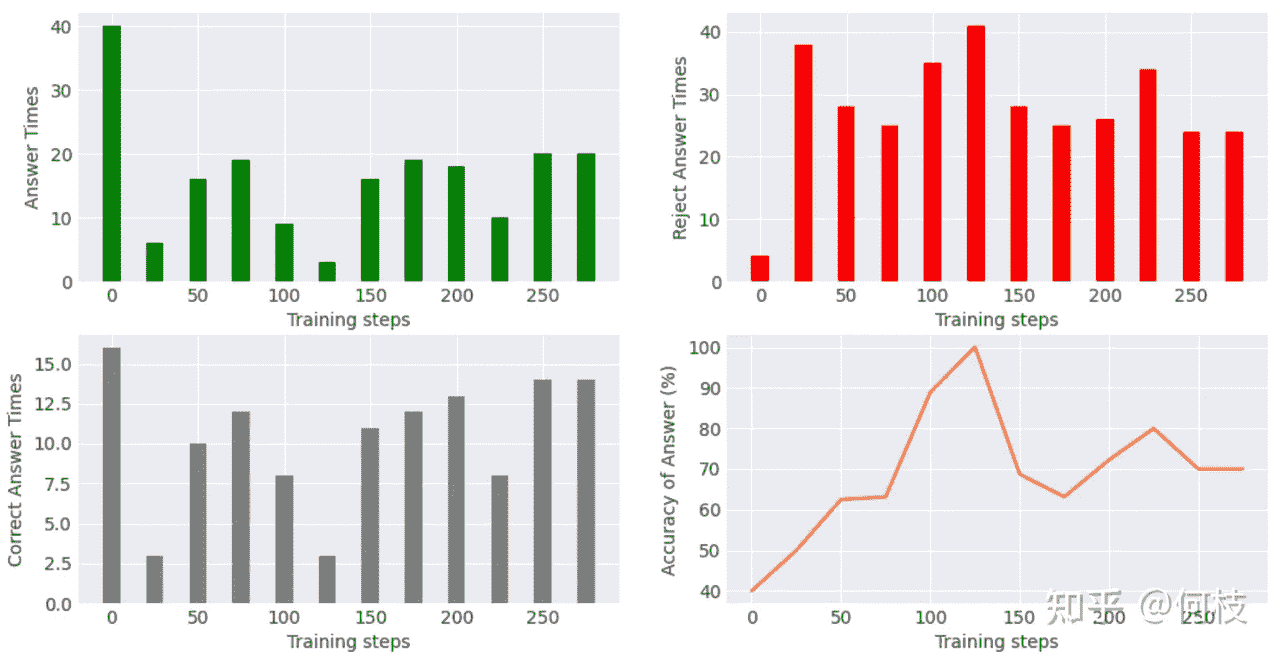 Answer Times
40
30
20
10
0
0 50 100 150 200 250
Training steps
Reject Answer Times
40
30
20
10
0
0 50 100 150 200 250
Training steps
Correct Answer Times
15.0
12.5
10.0
7.5
5.0
2.5
0.0
0 50 100 150 200 250
Training steps
Accuracy of Answer (%)
100
90
80
70
60
50
40
0 50 100 150 200 250
Training steps
知乎 @何枝